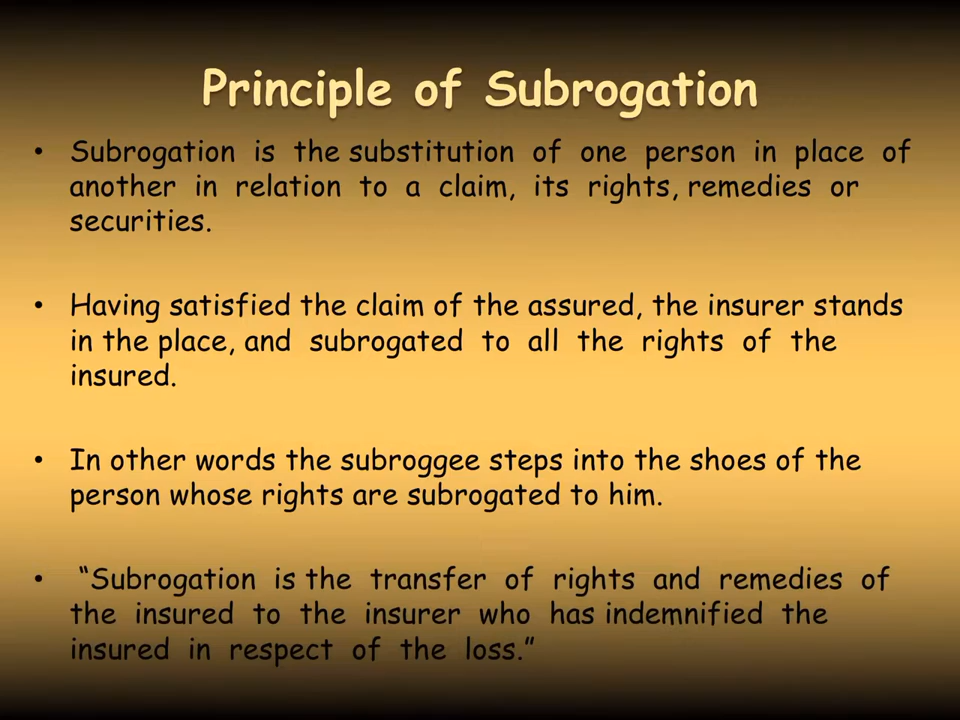 Principle of Subrogation
• Subrogation is the substitution of one person in place of
another in relation to a claim, its rights, remedies or
securities.
• Having satisfied the claim of the assured, the insurer stands
in the place, and subrogated to all the rights of the
insured.
• In other words the subroggee steps into the shoes of the
person whose rights are subrogated to him.
• “Subrogation is the transfer of rights and remedies of
the insured to the insurer who has indemnified the
insured in respect of the loss.”